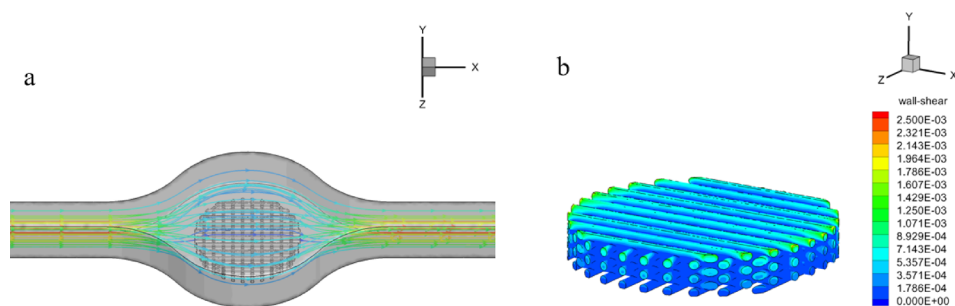 a
Y
X
Z
b
Y
Z
X
wall-shear
2.500E-03
2.321E-03
2.143E-03
1.964E-03
1.786E-03
1.607E-03
1.429E-03
1.250E-03
1.071E-03
8.929E-04
7.143E-04
5.357E-04
3.571E-04
1.786E-04
0.000E+00